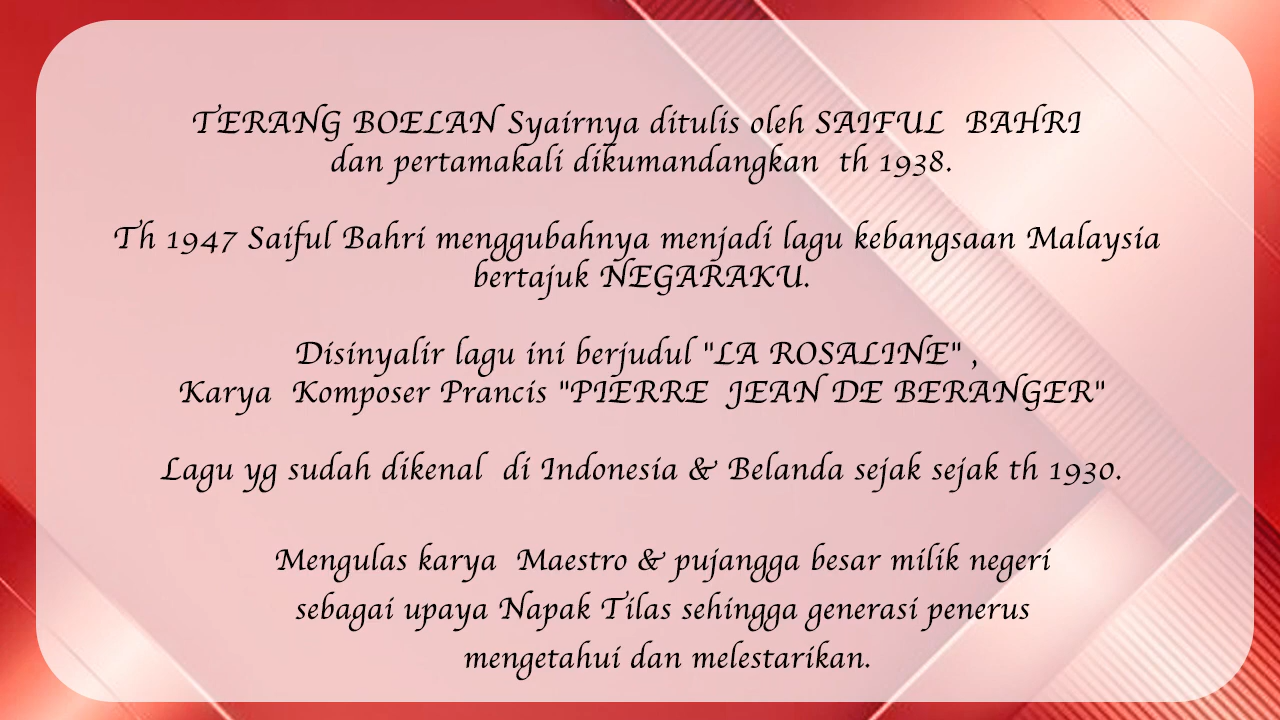 TERANG BOELAN Syairnya ditulis oleh SAIFUL BAHRI
dan pertamakali dikumandangkan th 1938.
Th 1947 Saiful Bahri menggubahnya menjadi lagu kebangsaan Malaysia
bertajuk NEGARAKU.
Disinyalir lagu ini berjudul "LA ROSALINE" ,
Karya Komposer Prancis "PIERRE JEAN DE BERANGER"
Lagu yg sudah dikenal di Indonesia & Belanda sejak sejak th 1930.
Mengulas karya Maestro & pujangga besar milik negeri
sebagai upaya Napak Tilas sehingga generasi penerus
mengetahui dan melestarikan.